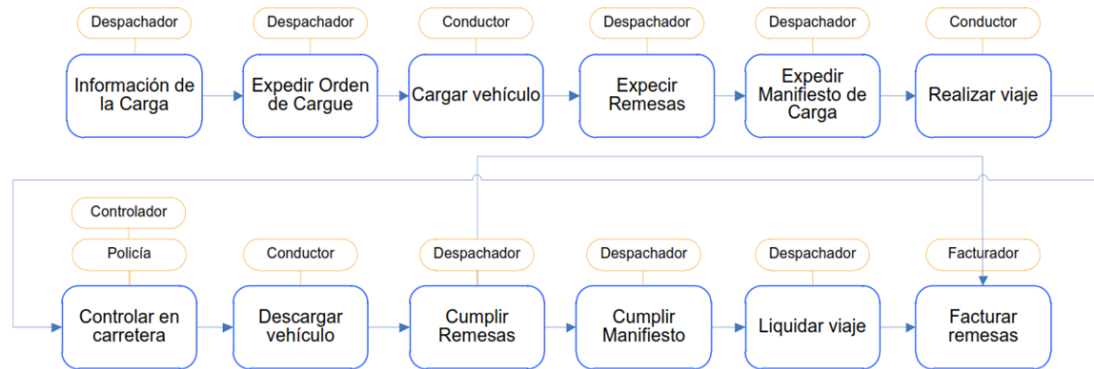 Despachador
Despachador
Conductor
Despachador
Despachador
Conductor
Información de
la Carga
Expedir Orden
de Cargue
Cargar vehículo
Expecir
Remesas
Expedir
Manifiesto de
Carga
Realizar viaje
Controlador
Policía
Conductor
Despachador
Despachador
Despachador
Facturador
Controlar en
carretera
Descargar
vehículo
Cumplir
Remesas
Cumplir
Manifiesto
Liquidar viaje
Facturar
remesas